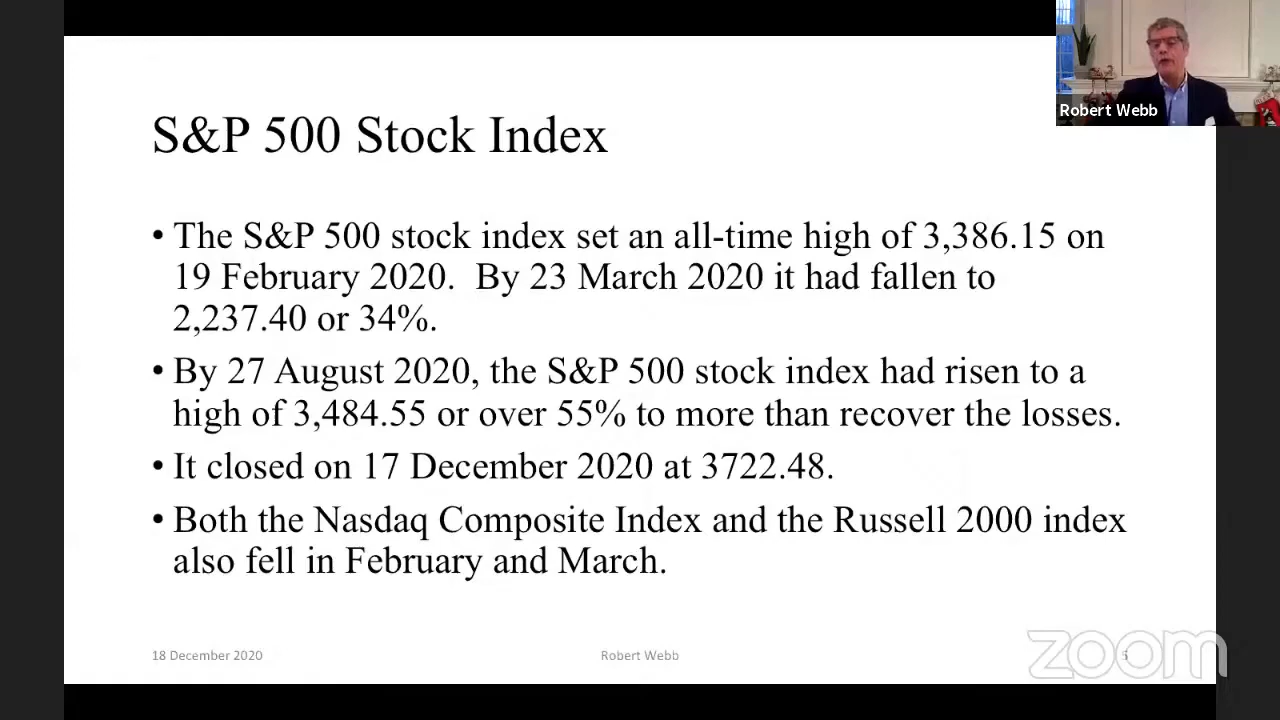 Robert Webb
S&P 500 Stock Index
• The S&P 500 stock index set an all-time high of 3,386.15 on
19 February 2020.  By 23 March 2020 it had fallen to
2,237.40 or 34%.
• By 27 August 2020, the S&P 500 stock index had risen to a
high of 3,484.55 or over 55% to more than recover the losses.
• It closed on 17 December 2020 at 3722.48.
• Both the Nasdaq Composite Index and the Russell 2000 index
also fell in February and March.
18 December 2020
Robert Webb
5
zoom